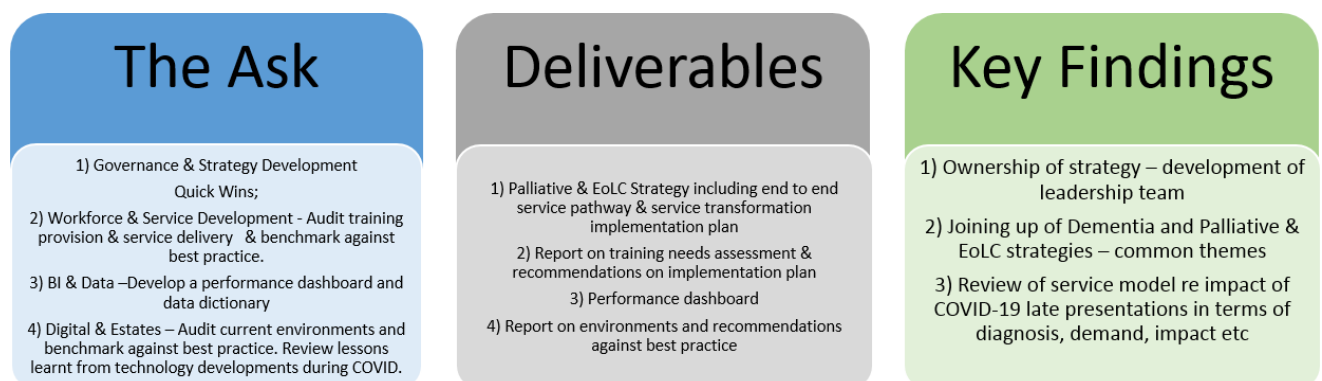 The Ask
1) Governance & Strategy Development
Quick Wins;
2) Workforce & Service Development - Audit training
provision & service delivery & benchmark against
best practice.
3) BI & Data –Develop a performance dashboard and
data dictionary
4) Digital & Estates – Audit current environments and
benchmark against best practice. Review lessons
learnt from technology developments during COVID.
Deliverables
1) Palliative & EoLC Strategy including end to end
service pathway & service transformation
implementation plan
2) Report on training needs assessment &
recommendations on implementation plan
3) Performance dashboard
4) Report on environments and recommendations
against best practice
Key Findings
1) Ownership of strategy – development of
leadership team
2) Joining up of Dementia and Palliative &
EoLC strategies – common themes
3) Review of service model re impact of
COVID-19 late presentations in terms of
diagnosis, demand, impact etc